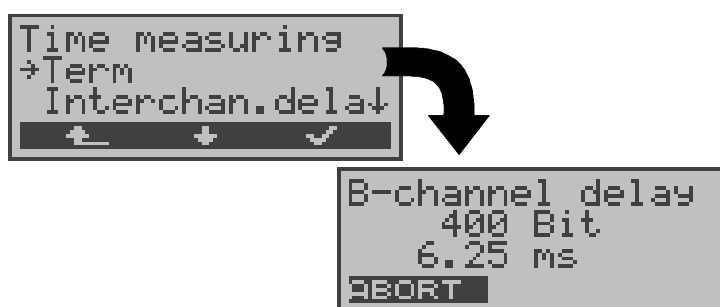 Time measuring
→Term
Interchan.dela↓
B-channel delay
400 Bit
6.25 ms
ABORT